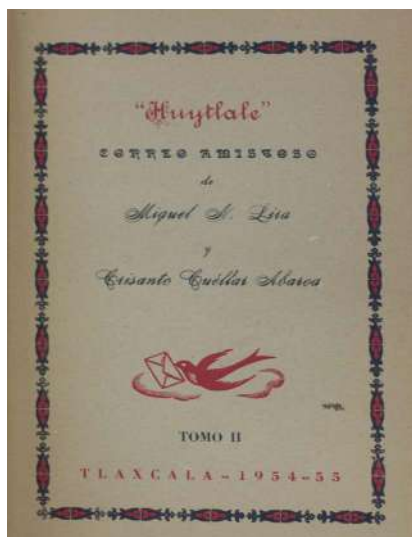 "Huytlale"
CORREO AMISTOSO
de
Miguel N. Lira
y
Crisanto Cuéllar Abaroa
TOMO II
TLAXCALA - 1954-55